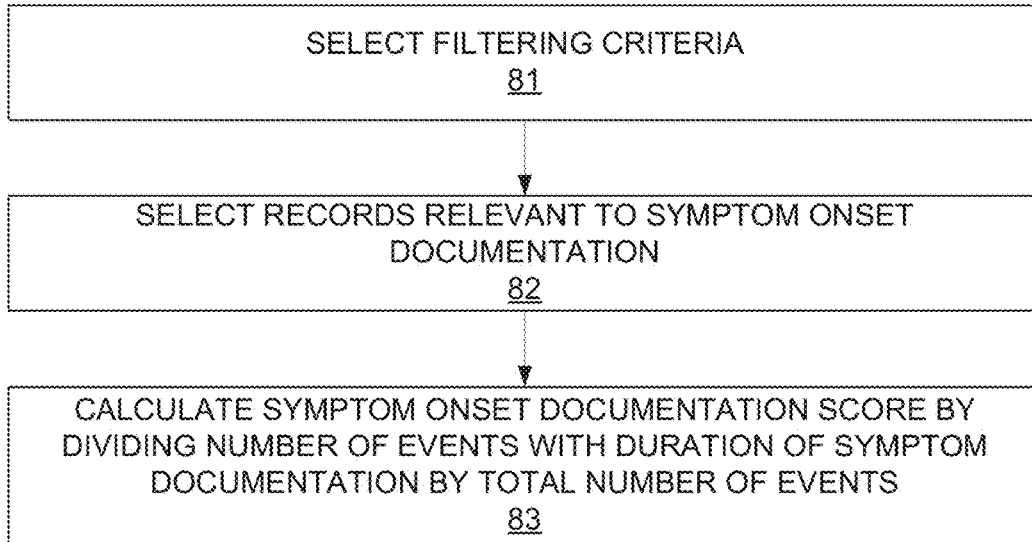 SELECT FILTERING CRITERIA
81
SELECT RECORDS RELEVANT TO SYMPTOM ONSET
DOCUMENTATION
82
CALCULATE SYMPTOM ONSET DOCUMENTATION SCORE BY
DIVIDING NUMBER OF EVENTS WITH DURATION OF SYMPTOM
DOCUMENTATION BY TOTAL NUMBER OF EVENTS
83